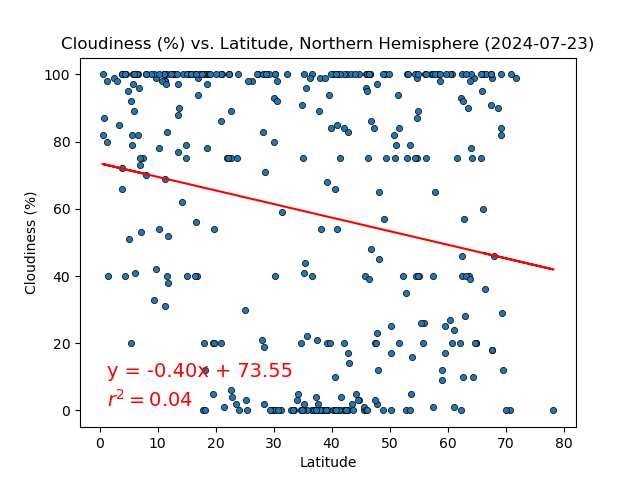 Cloudiness (%) vs. Latitude, Northern Hemisphere (2024-07-23)
100
80
60
40
20
0
Cloudiness (%)
y = -0.40x + 73.55
r² = 0.04
0 10 20 30 40 50 60 70 80
Latitude